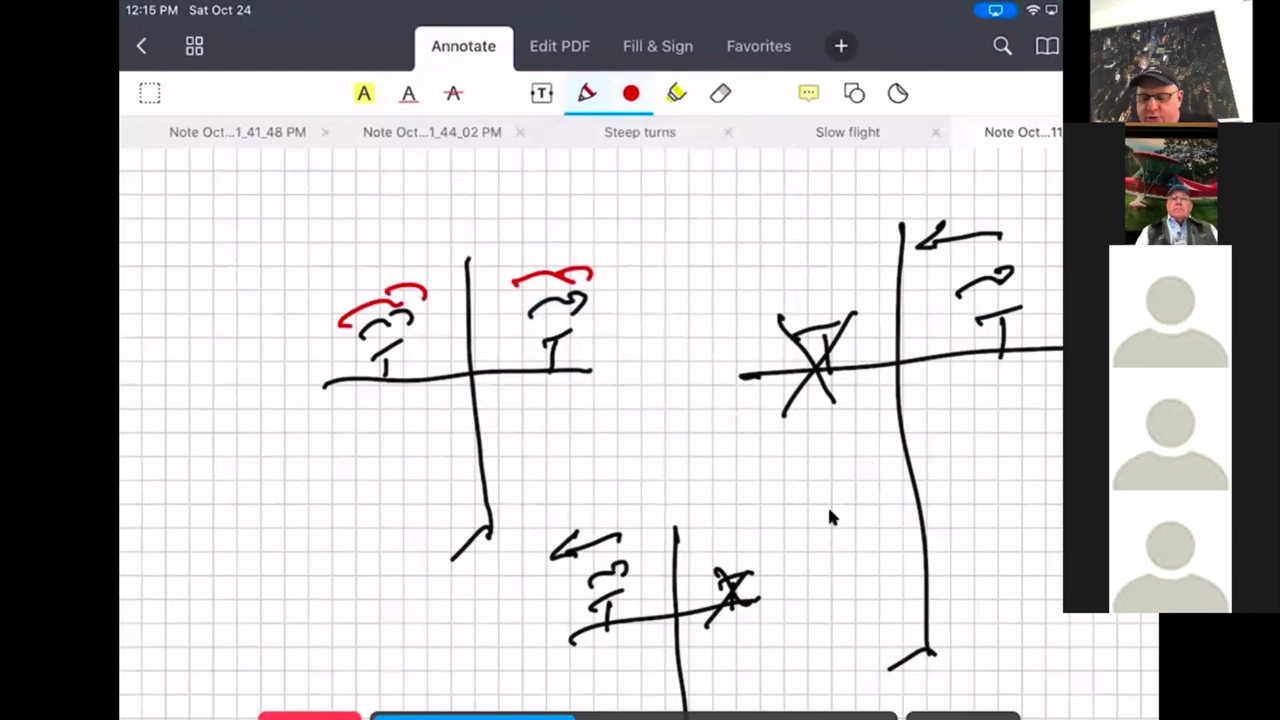 12:15 PM Sat Oct 24
Annotate Edit PDF Fill & Sign Favorites +
A A A T
Note Oct...1_41_48 PM × Note Oct...1_44_02 PM × Steep turns × Slow flight × Note Oct...11